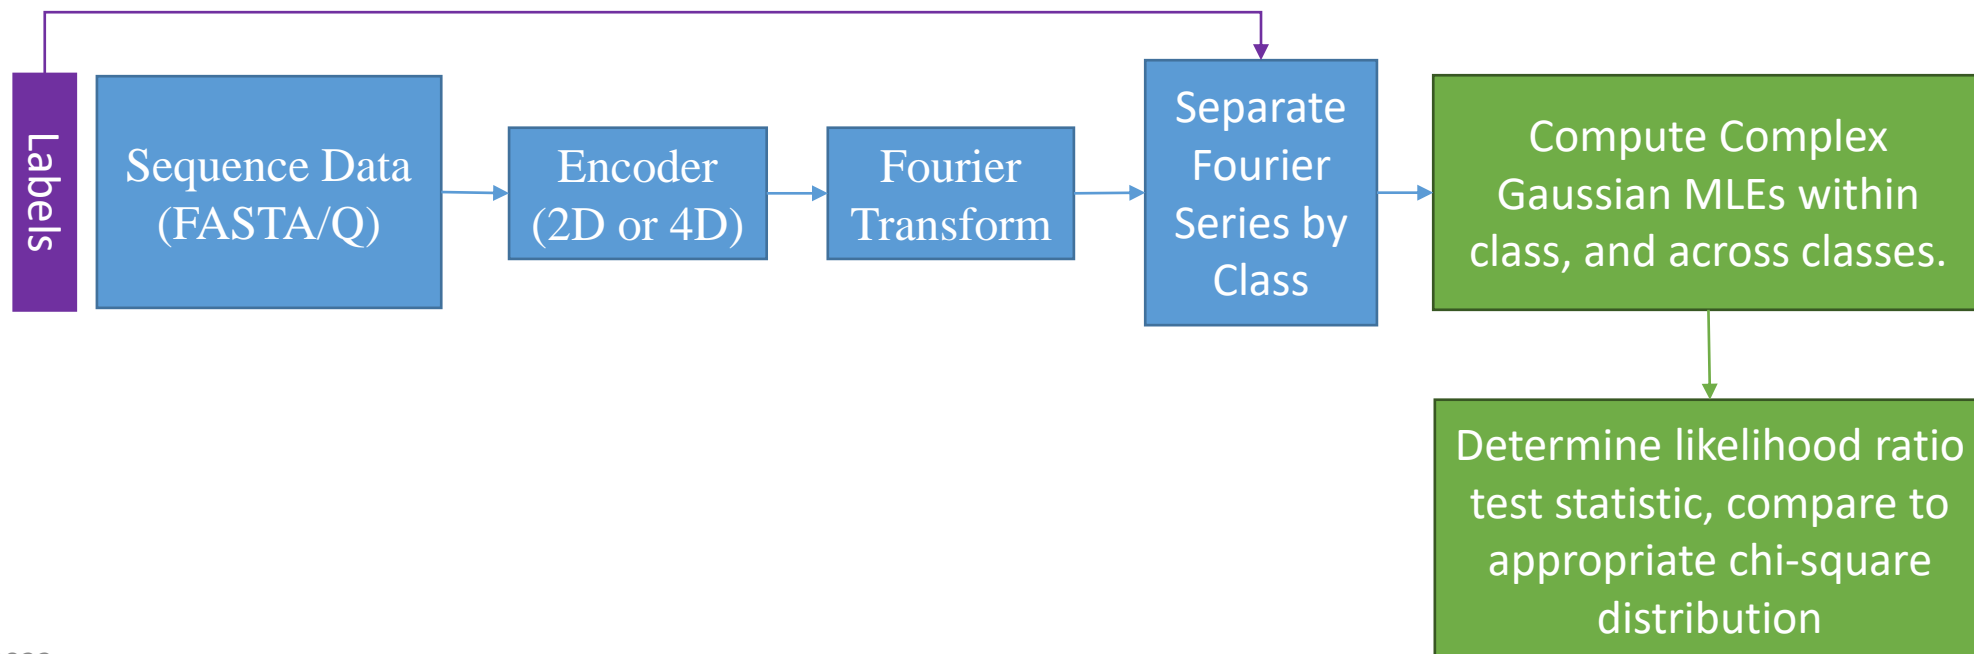 Labels
Sequence Data
(FASTA/Q)
Encoder
(2D or 4D)
Fourier
Transform
Separate
Fourier
Series by
Class
Compute Complex
Gaussian MLEs within
class, and across classes.
Determine likelihood ratio
test statistic, compare to
appropriate chi-square
distribution